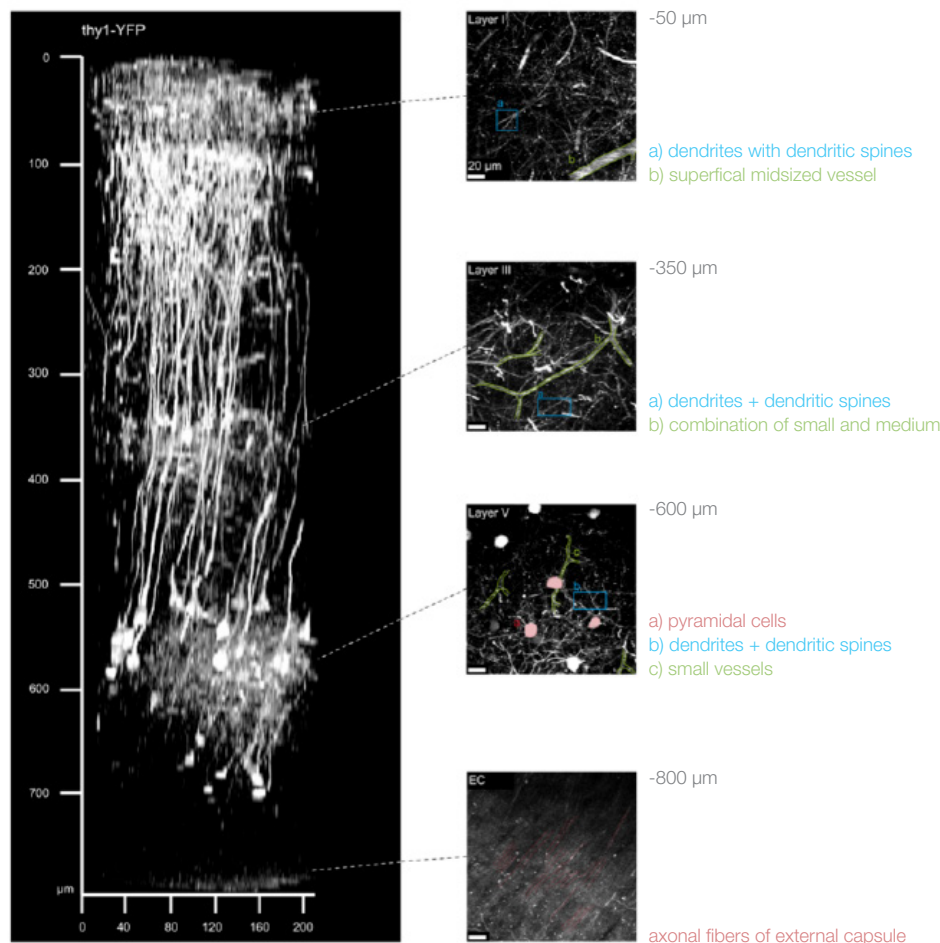 thy1-YFP
0
100
200
300
400
500
600
700
µm
0
40
80
120
160
200
Layer I
a
b
20 µm
-50 µm
a) dendrites with dendritic spines
b) superfical midsized vessel
Layer III
b
a
-350 µm
a) dendrites + dendritic spines
b) combination of small and medium
Layer V
c
b
-600 µm
a) pyramidal cells
b) dendrites + dendritic spines
c) small vessels
EC
-800 µm
axonal fibers of external capsule